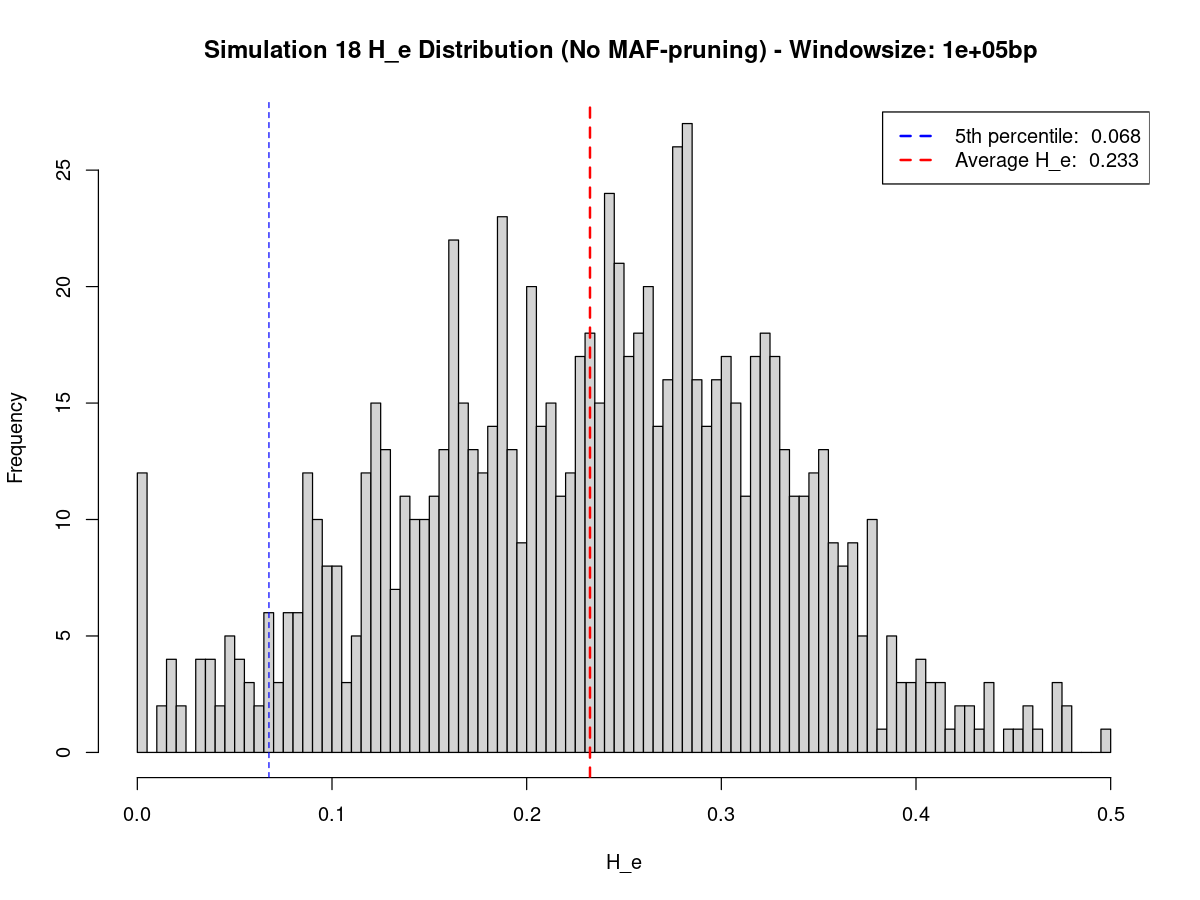 Simulation 18 H_e Distribution (No MAF-pruning) - Windowsize: 1e+05bp
5th percentile:  0.068
Average H_e:  0.233
Frequency
25
20
15
10
5
0
0.0 0.1 0.2 0.3 0.4 0.5
H_e